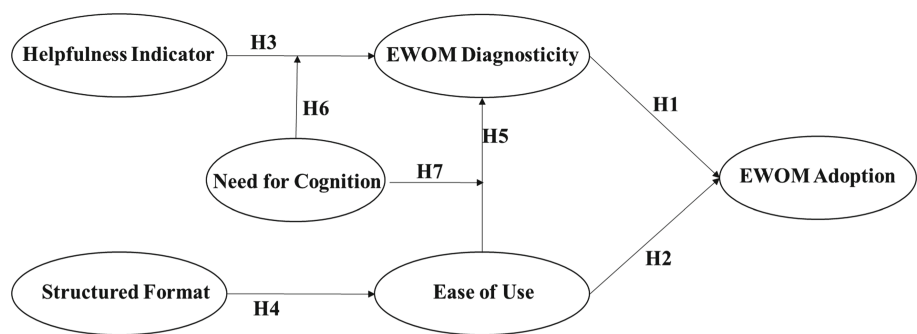 Helpfulness Indicator
H3
EWOM Diagnosticity
H1
H6
H5
Need for Cognition
H7
EWOM Adoption
H2
Structured Format
H4
Ease of Use